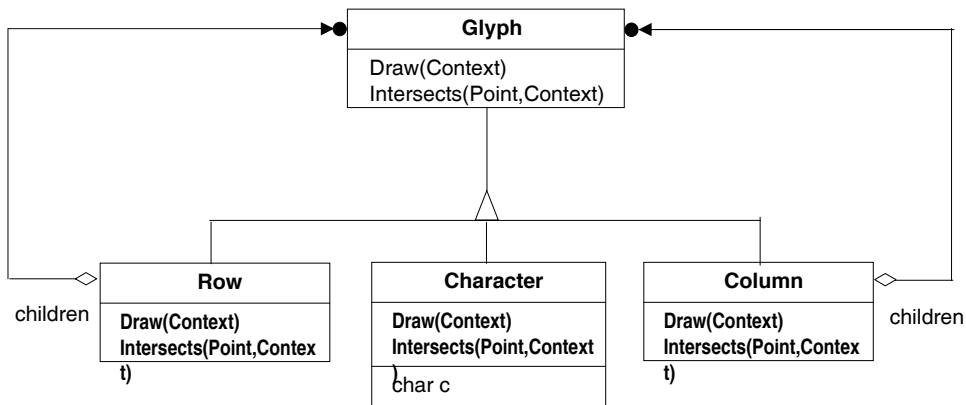 Glyph
Draw(Context)
Intersects(Point,Context)
Row
Draw(Context)
Intersects(Point,Contex
t)
children
Character
Draw(Context)
Intersects(Point,Context
)
char c
Column
Draw(Context)
Intersects(Point,Contex
t)
children